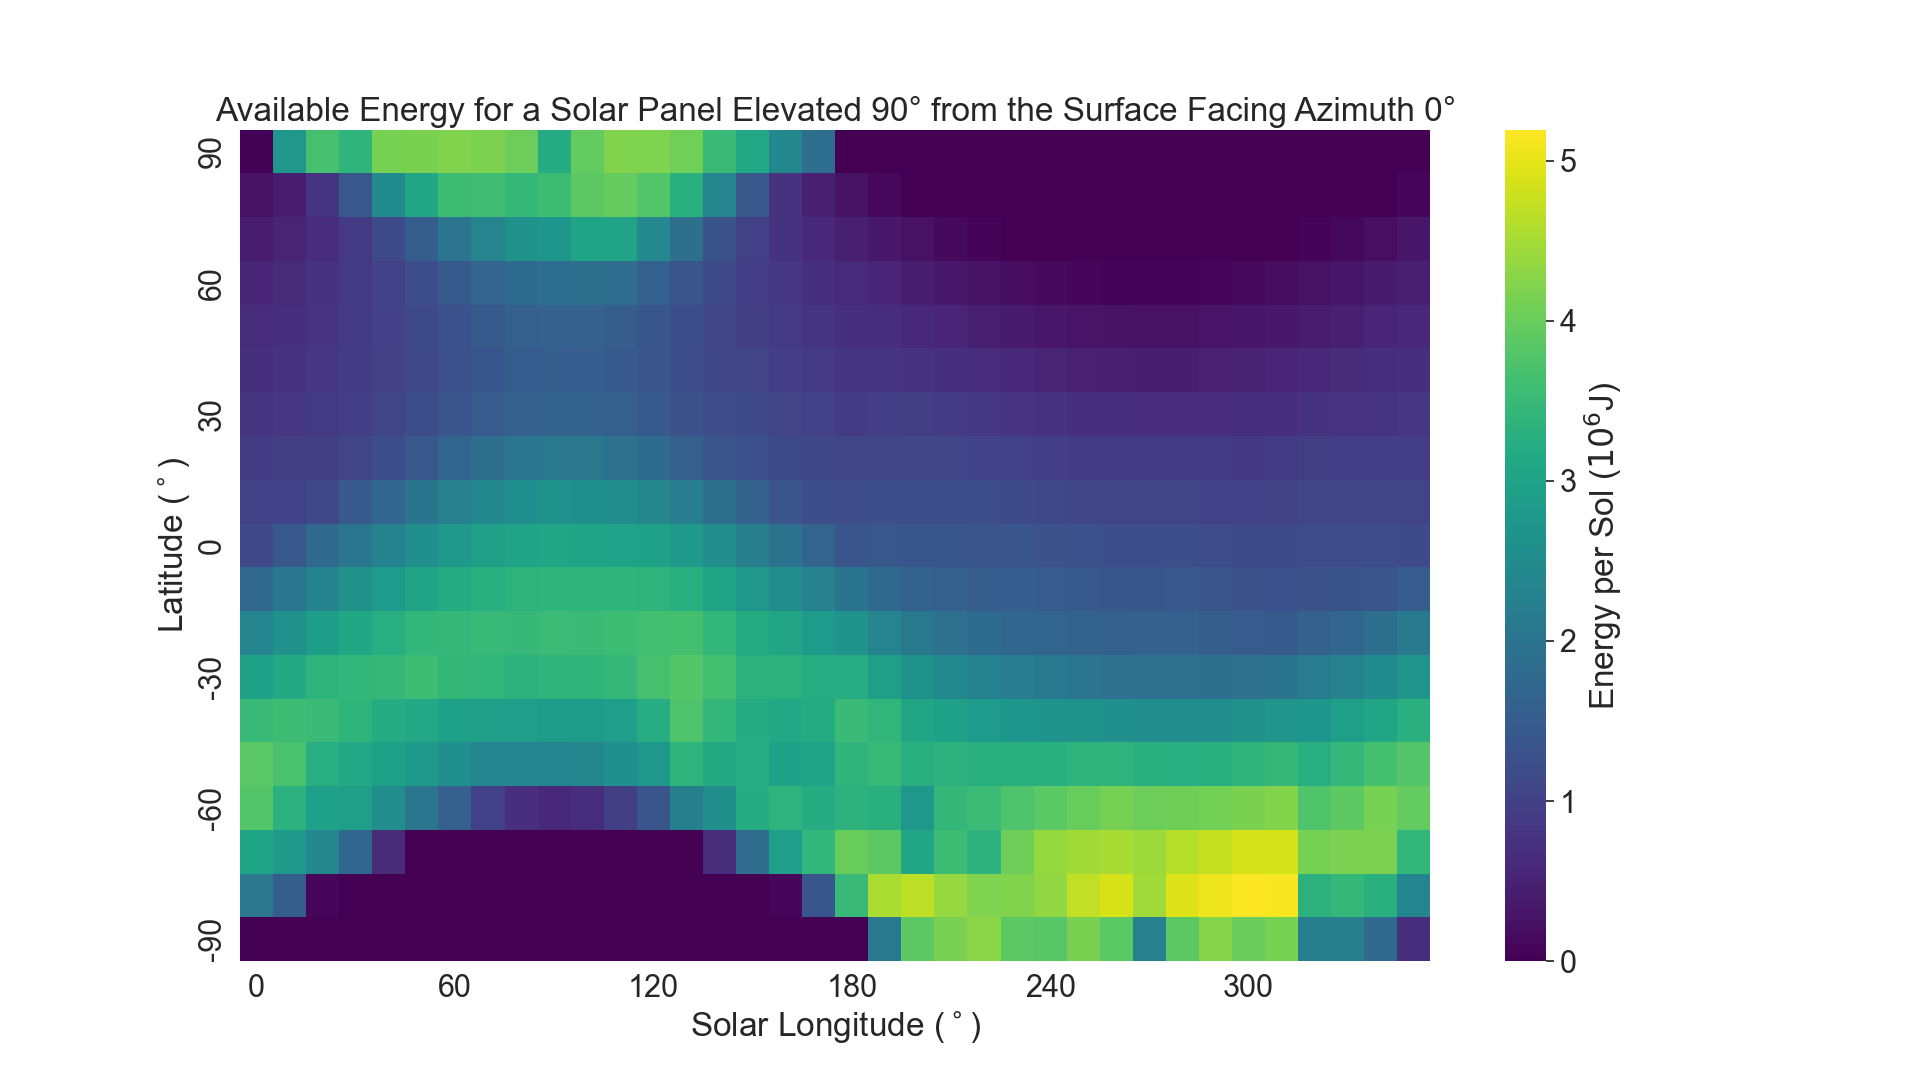 Available Energy for a Solar Panel Elevated 90° from the Surface Facing Azimuth 0°
Latitude (°)
90
60
30
0
-30
-60
-90
0 60 120 180 240 300
Solar Longitude (°)
5
4
3
2
1
0
Energy per Sol (10⁶J)